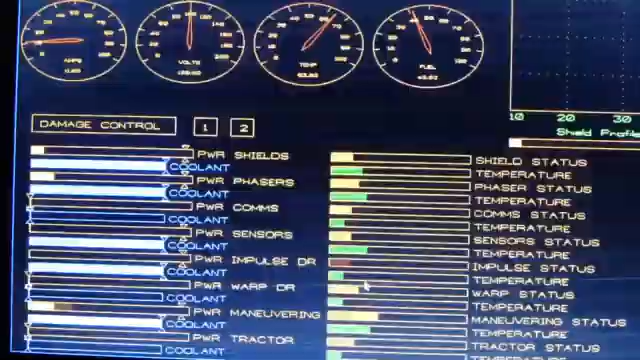 AMPS
VOLTS
TEMP
FUEL
10 20 30
Shield Profil
DAMAGE CONTROL 1 2
PWR SHIELDS
COOLANT
PWR PHASERS
COOLANT
PWR COMMS
COOLANT
PWR SENSORS
COOLANT
PWR IMPULSE DR
COOLANT
PWR WARP DR
COOLANT
PWR MANEUVERING
COOLANT
PWR TRACTOR
COOLANT
SHIELD STATUS
TEMPERATURE
PHASER STATUS
TEMPERATURE
COMMS STATUS
TEMPERATURE
SENSORS STATUS
TEMPERATURE
IMPULSE STATUS
TEMPERATURE
WARP STATUS
TEMPERATURE
MANEUVERING STATUS
TEMPERATURE
TRACTOR STATUS
TEMPERATURE